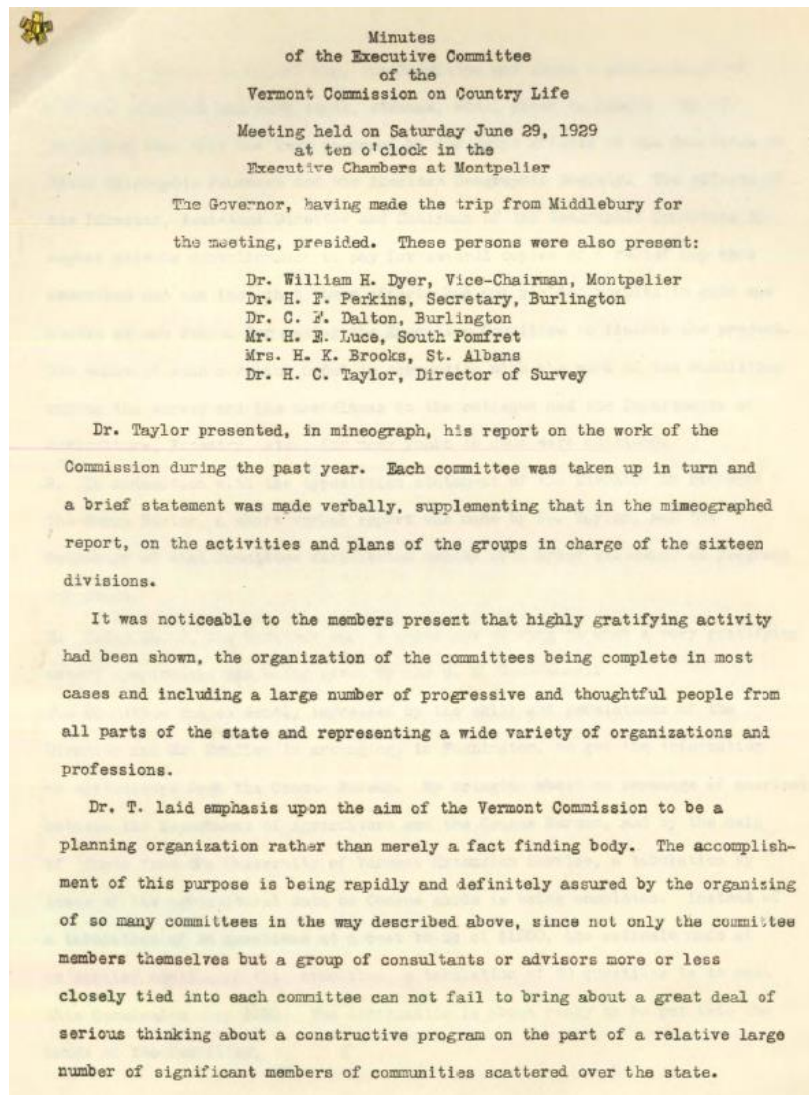 Minutes
of the Executive Committee
of the
Vermont Commission on Country Life
Meeting held on Saturday June 29, 1929
at ten o'clock in the
Executive Chambers at Montpelier
The Governor, having made the trip from Middlebury for
the meeting, presided. These persons were also present:
Dr. William H. Dyer, Vice-Chairman, Montpelier
Dr. H. F. Perkins, Secretary, Burlington
Dr. C. F. Dalton, Burlington
Mr. H. E. Luce, South Pomfret
Mrs. H. K. Brooks, St. Albans
Dr. H. C. Taylor, Director of Survey
Dr. Taylor presented, in mineograph, his report on the work of the
Commission during the past year. Each committee was taken up in turn and
a brief statement was made verbally, supplementing that in the mimeographed
report, on the activities and plans of the groups in charge of the sixteen
divisions.
It was noticeable to the members present that highly gratifying activity
had been shown, the organization of the committees being complete in most
cases and including a large number of progressive and thoughtful people from
all parts of the state and representing a wide variety of organizations and
professions.
Dr. T. laid emphasis upon the aim of the Vermont Commission to be a
planning organization rather than merely a fact finding body. The accomplish-
ment of this purpose is being rapidly and definitely assured by the organizing
of so many committees in the way described above, since not only the committee
members themselves but a group of consultants or advisors more or less
closely tied into each committee can not fail to bring about a great deal of
serious thinking about a constructive program on the part of a relative large
number of significant members of communities scattered over the state.